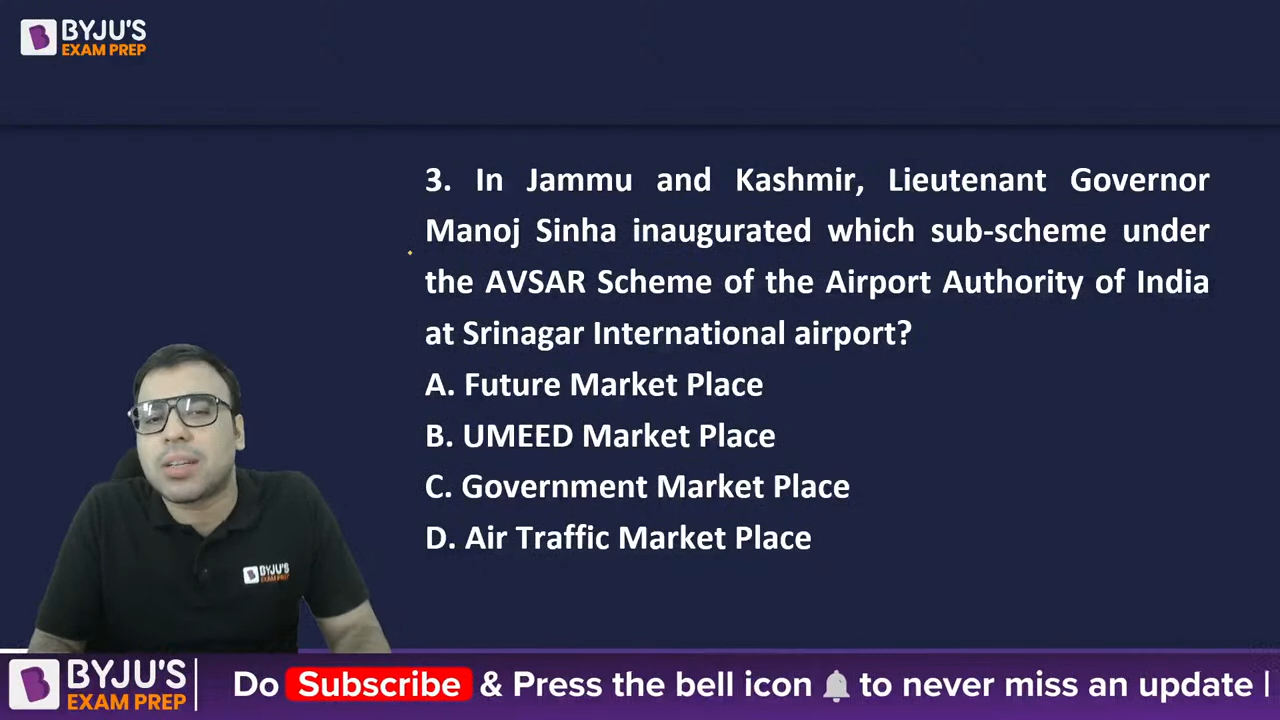 BYJU'S
EXAM PREP
3. In Jammu and Kashmir, Lieutenant Governor
Manoj Sinha inaugurated which sub-scheme under
the AVSAR Scheme of the Airport Authority of India
at Srinagar International airport?
A. Future Market Place
B. UMEED Market Place
C. Government Market Place
D. Air Traffic Market Place
BYJU'S
EXAM PREP
BYJU'S
EXAM PREP
Do Subscribe & Press the bell icon to never miss an update